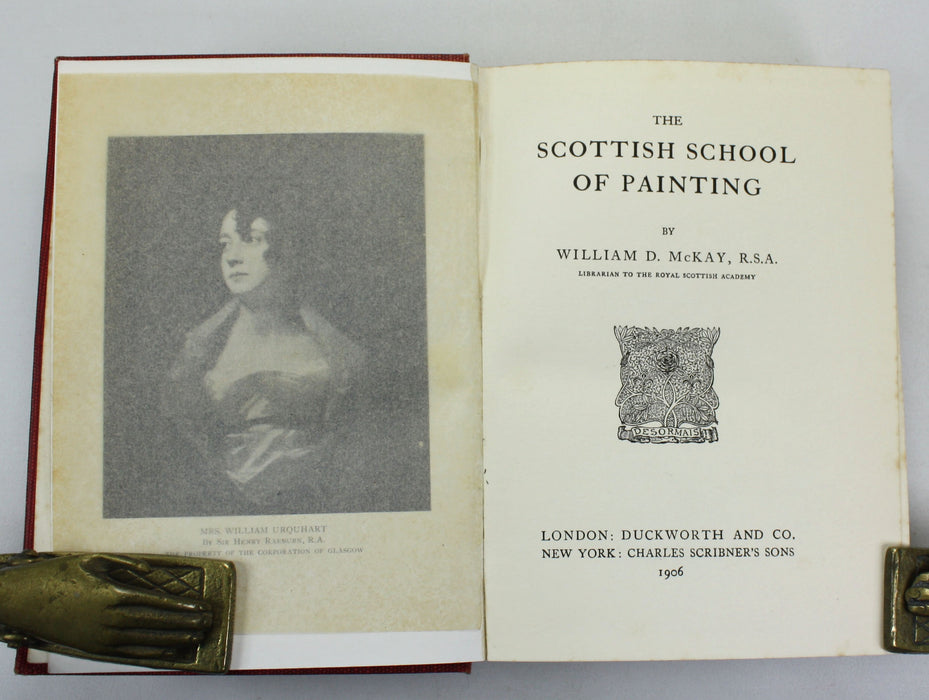 MRS. WILLIAM URQUHART
BY SIR HENRY RAEBURN, R.A.
THE PROPERTY OF THE CORPORATION OF GLASGOW
THE
SCOTTISH SCHOOL
OF PAINTING
BY
WILLIAM D. McKAY, R.S.A.
LIBRARIAN TO THE ROYAL SCOTTISH ACADEMY
DESORMAIS
LONDON: DUCKWORTH AND CO.
NEW YORK: CHARLES SCRIBNER'S SONS
1906